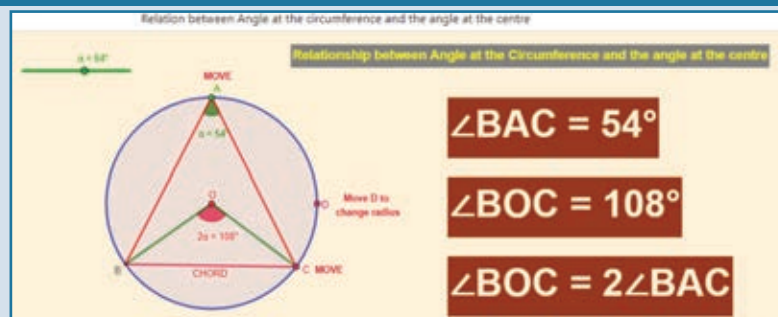 Relation between Angle at the circumference and the angle at the centre
Relationship between Angle at the Circumference and the angle at the centre
α = 54°
MOVE
A
α = 54°
∠BAC = 54°
O
D
Move D to
change radius
∠BOC = 108°
2α = 108°
B
CHORD
C MOVE
∠BOC = 2∠BAC